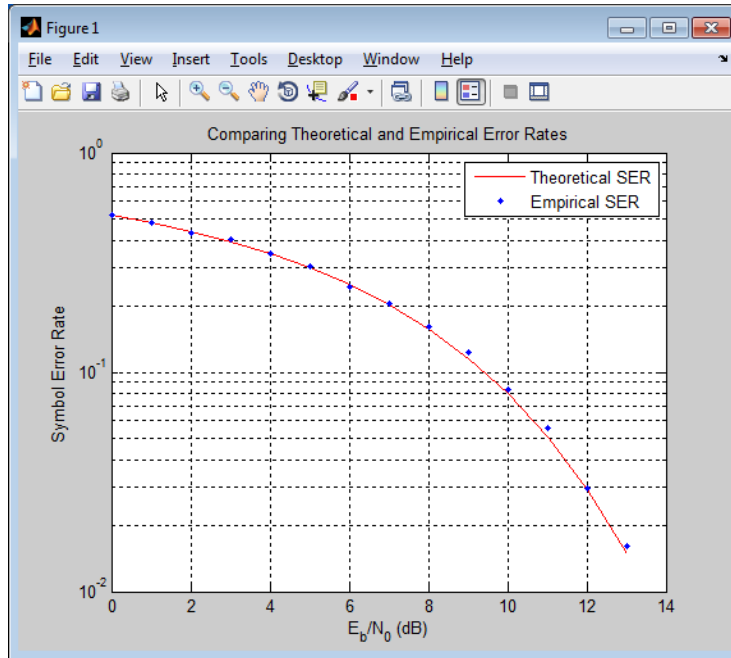 Figure 1
File Edit View Insert Tools Desktop Window Help
Comparing Theoretical and Empirical Error Rates
10^0
Theoretical SER
Empirical SER
Symbol Error Rate
10^-1
10^-2
0 2 4 6 8 10 12 14
E_b/N_0 (dB)